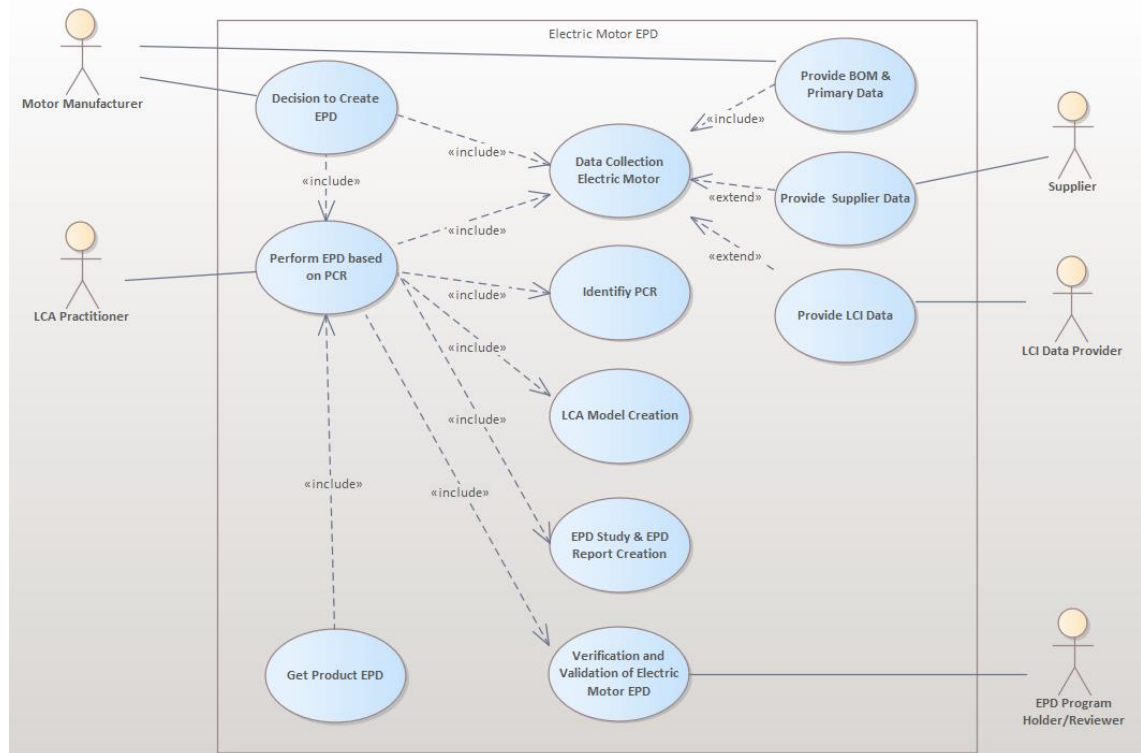 Electric Motor EPD
Motor Manufacturer
Decision to Create
EPD
Provide BOM &
Primary Data
«include»
«include»
Data Collection
Electric Motor
«include»
Supplier
Provide  Supplier Data
«extend»
LCA Practitioner
Perform EPD based
on PCR
«include»
«extend»
Identifiy PCR
«include»
Provide LCI Data
LCI Data Provider
«include»
LCA Model Creation
«include»
«include»
«include»
EPD Study & EPD
Report Creation
Get Product EPD
Verification and
Validation of Electric
Motor EPD
EPD Program
Holder/Reviewer